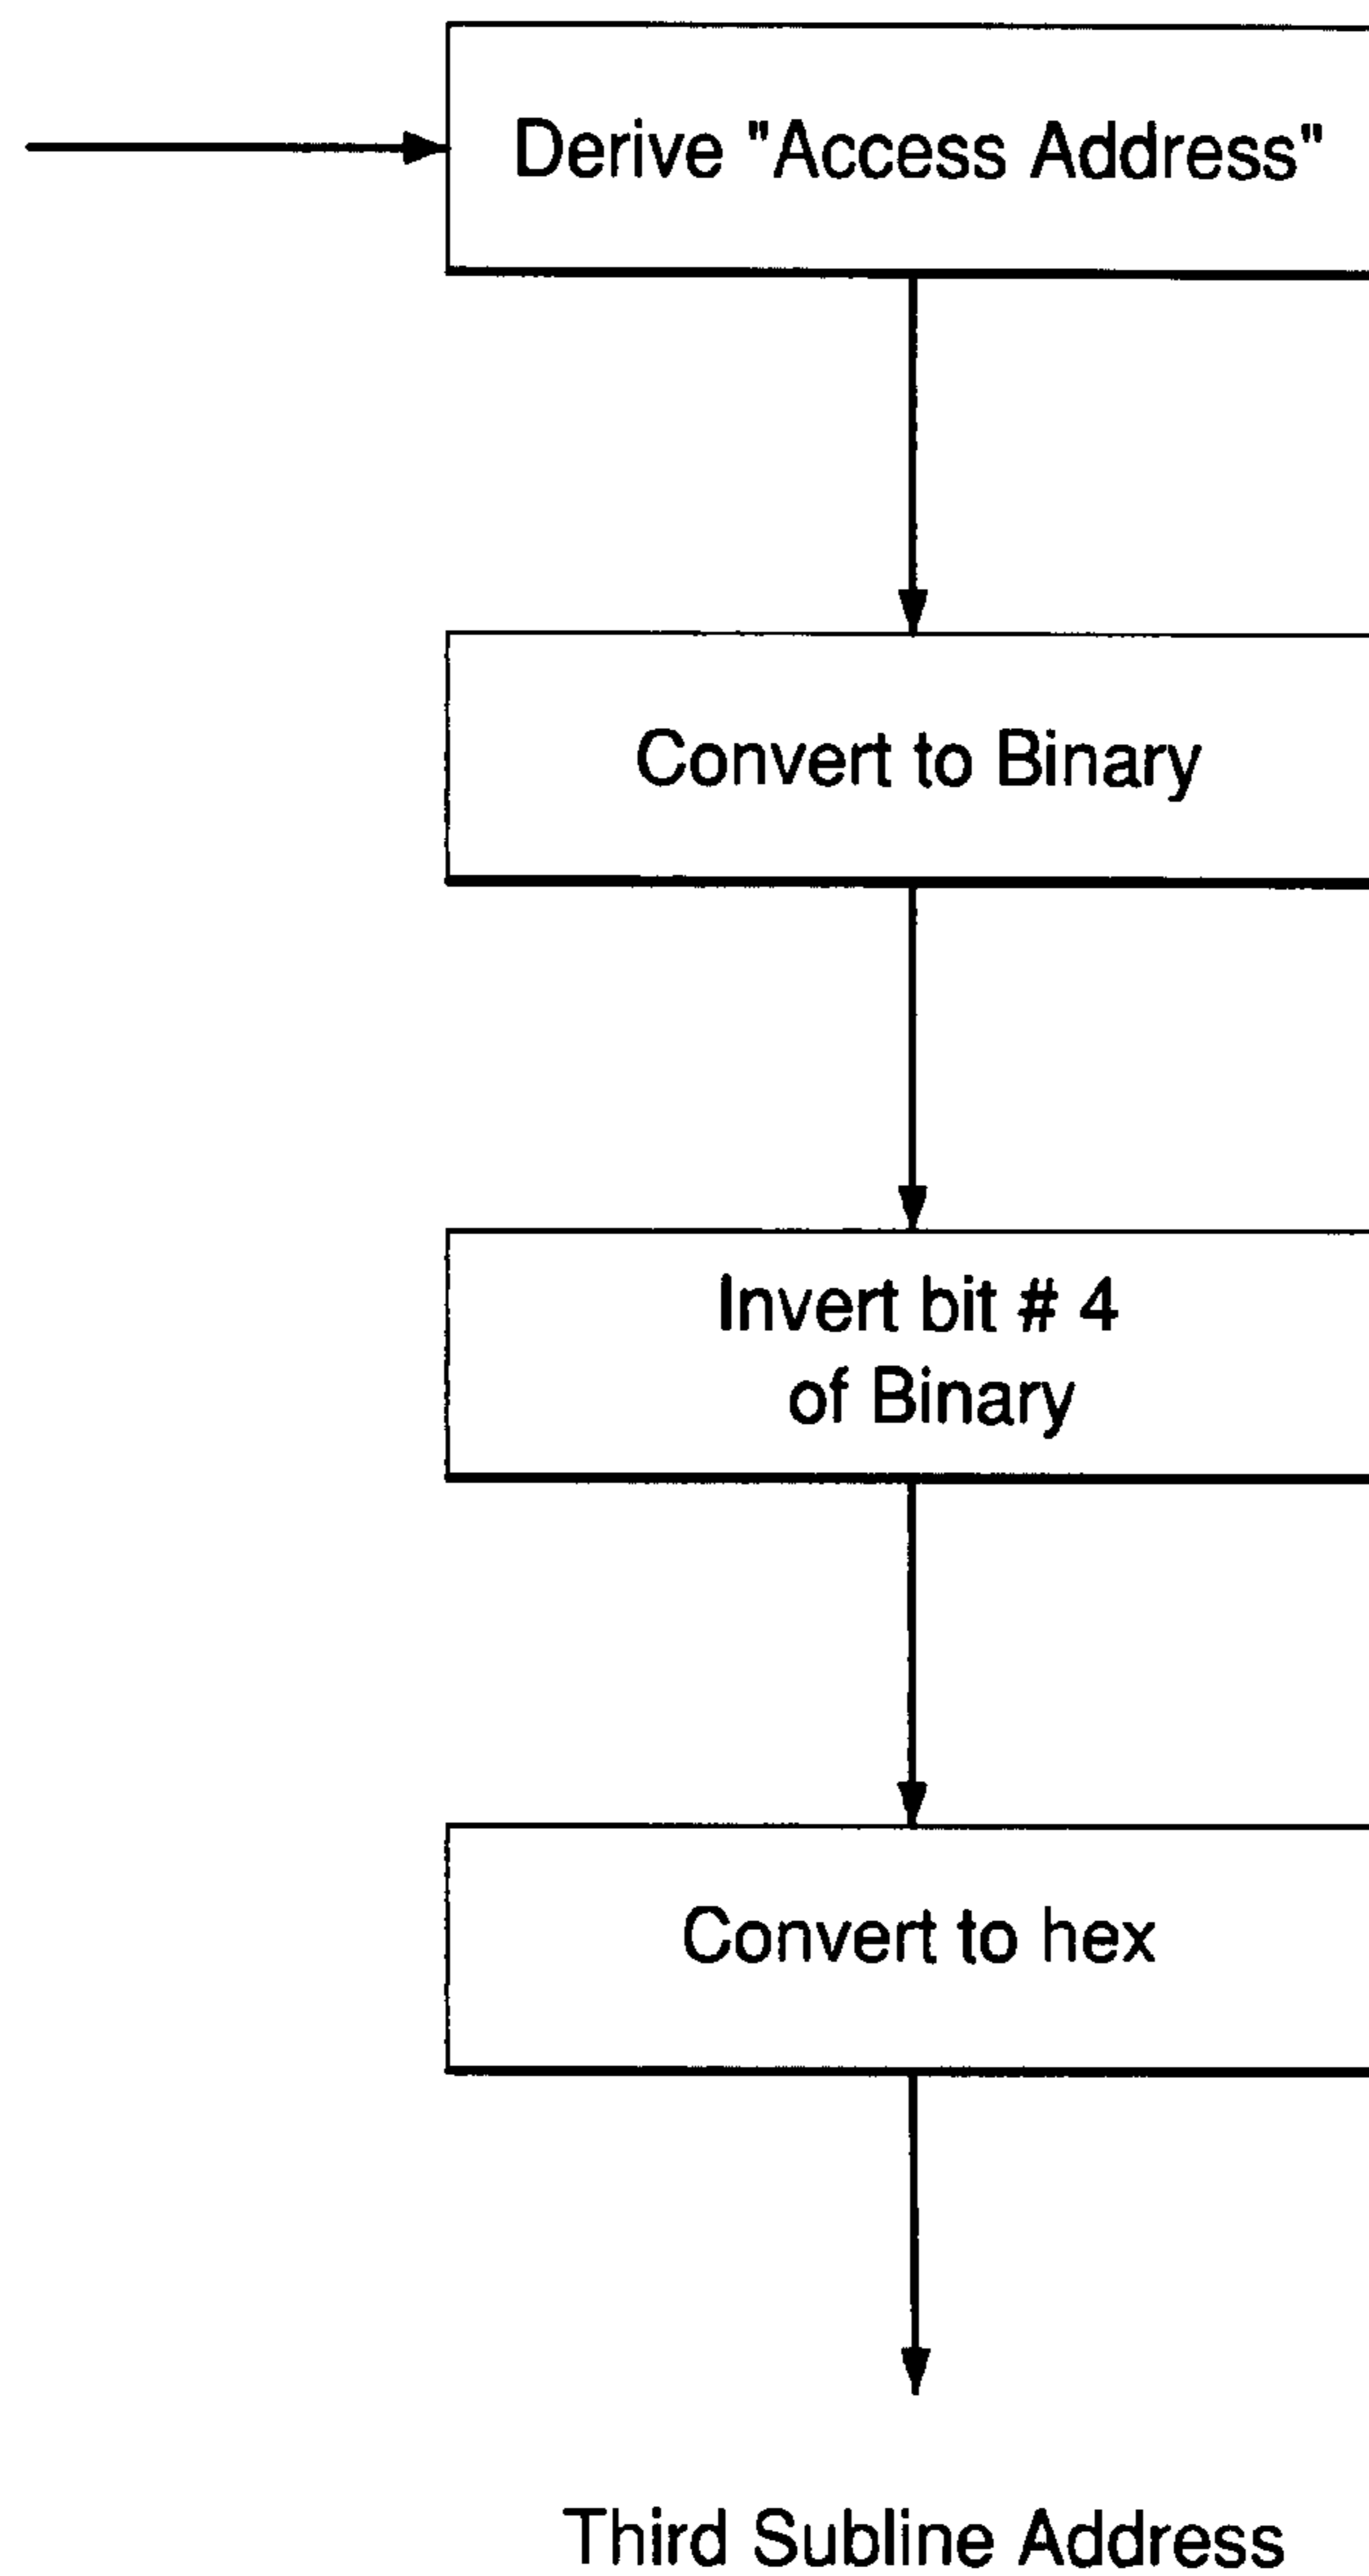 Derive "Access Address"
Convert to Binary
Invert bit # 4
of Binary
Convert to hex
Third Subline Address